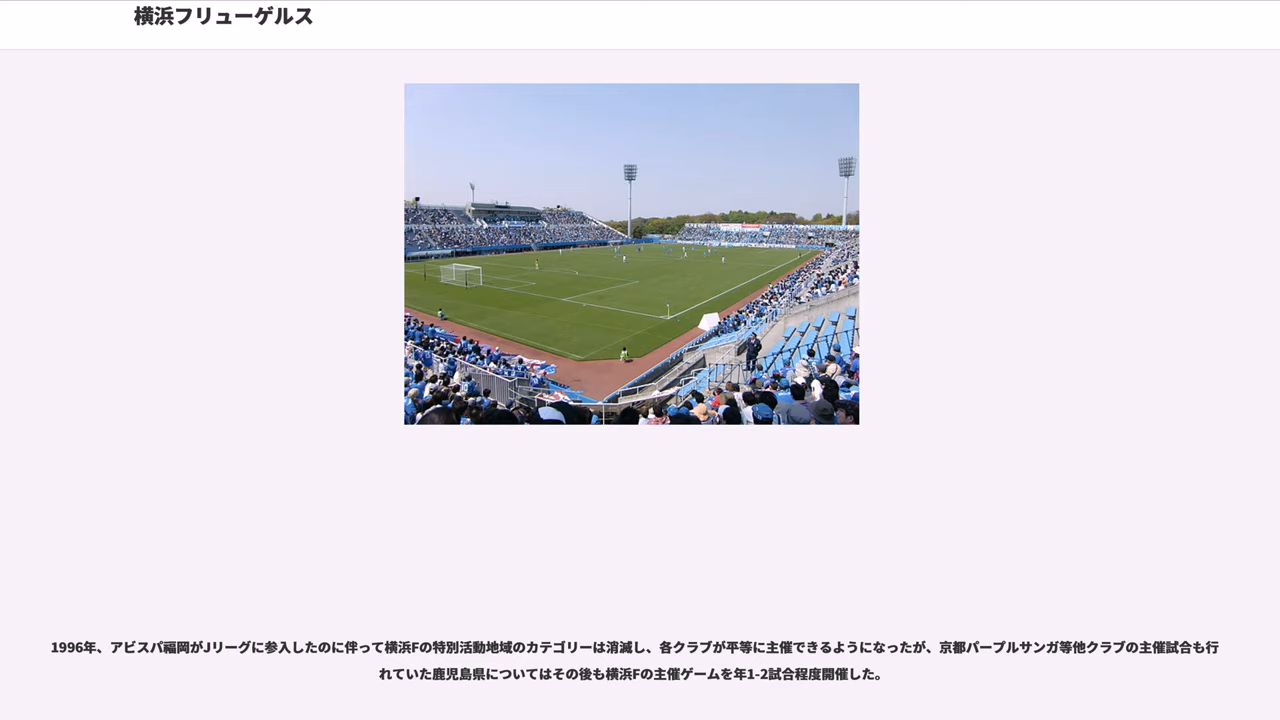 横浜フリューゲルス
1996年、アビスパ福岡がJリーグに参入したのに伴って横浜Fの特別活動地域のカテゴリーは消滅し、各クラブが平等に主催できるようになったが、京都パープルサンガ等他クラブの主催試合も行
れていた鹿児島県についてはその後も横浜Fの主催ゲームを年1-2試合程度開催した。